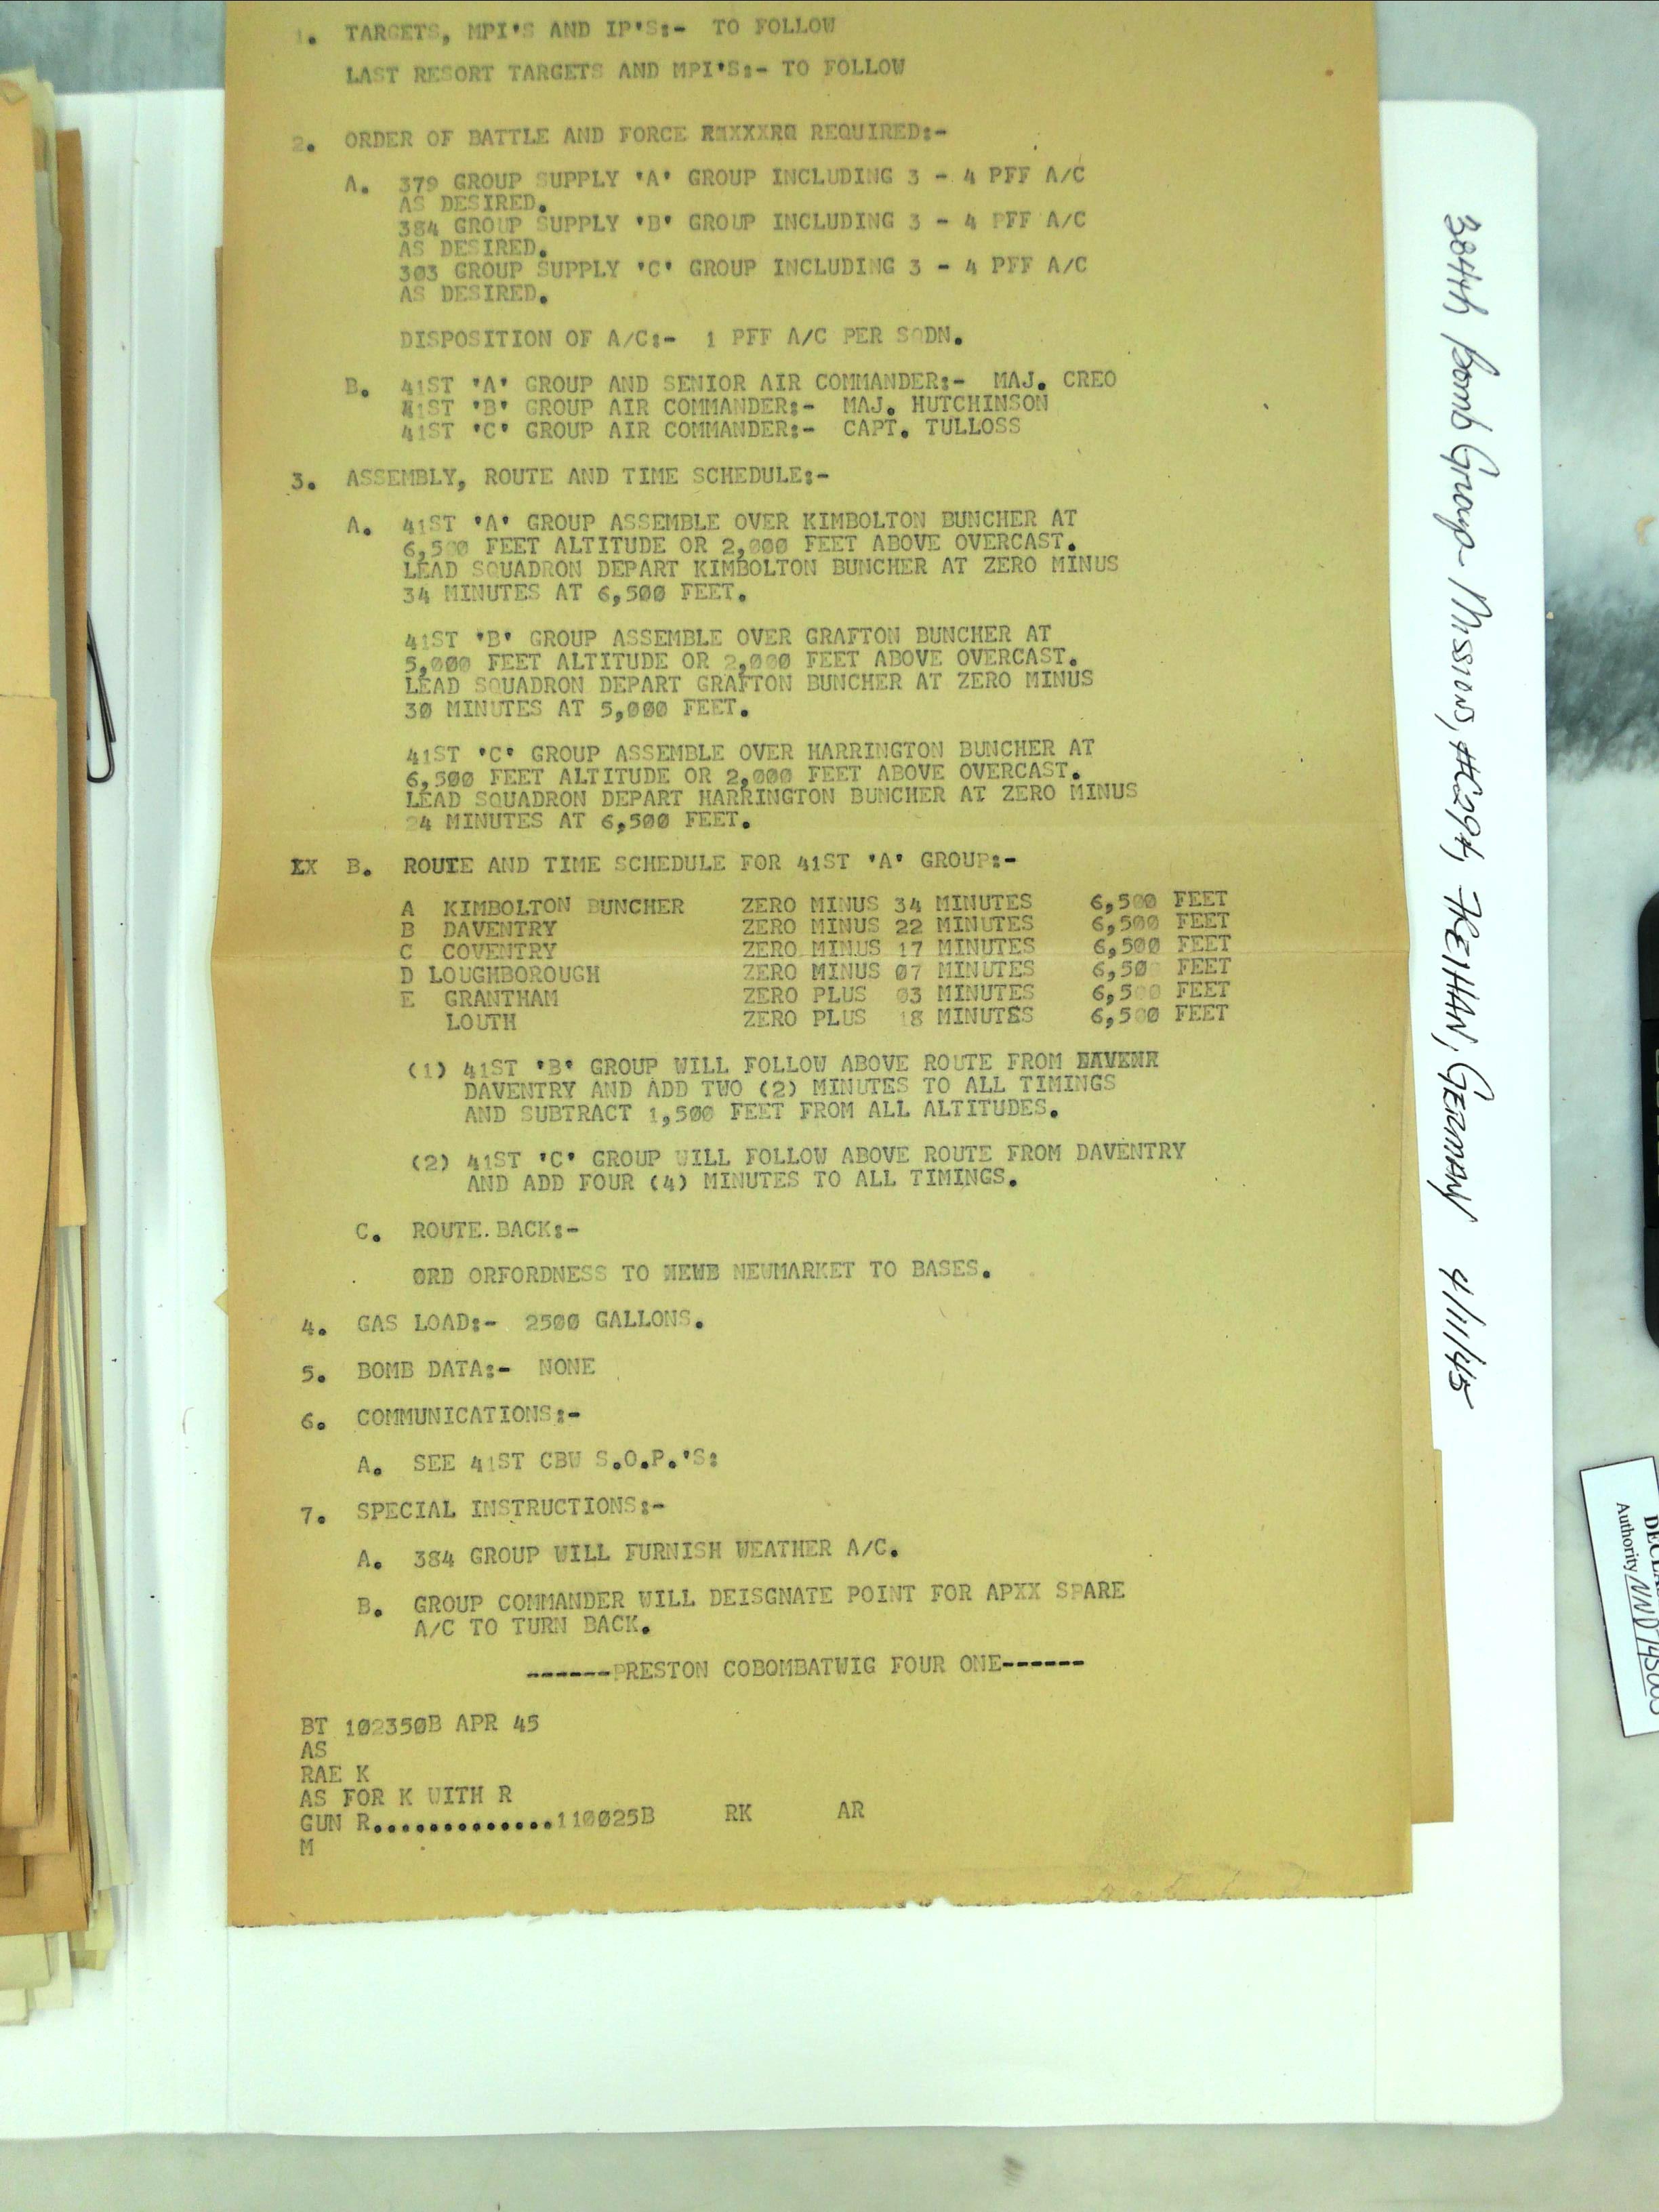 1. TARGETS, MPI'S AND IP'S:- TO FOLLOW
LAST RESORT TARGETS AND MPI'S:- TO FOLLOW
2. ORDER OF BATTLE AND FORCE REQUIRED:-
A. 379 GROUP SUPPLY 'A' GROUP INCLUDING 3 - 4 PFF A/C
AS DESIRED.
384 GROUP SUPPLY 'B' GROUP INCLUDING 3 - 4 PFF A/C
AS DESIRED.
303 GROUP SUPPLY 'C' GROUP INCLUDING 3 - 4 PFF A/C
AS DESIRED.
DISPOSITION OF A/C:- 1 PFF A/C PER SQDN.
B. 41ST 'A' GROUP AND SENIOR AIR COMMANDER:- MAJ. CREO
41ST 'B' GROUP AIR COMMANDER:- MAJ. HUTCHINSON
41ST 'C' GROUP AIR COMMANDER:- CAPT. TULLOSS
3. ASSEMBLY, ROUTE AND TIME SCHEDULE:-
A. 41ST 'A' GROUP ASSEMBLE OVER KIMBOLTON BUNCHER AT
6,500 FEET ALTITUDE OR 2,000 FEET ABOVE OVERCAST.
LEAD SQUADRON DEPART KIMBOLTON BUNCHER AT ZERO MINUS
34 MINUTES AT 6,500 FEET.
41ST 'B' GROUP ASSEMBLE OVER GRAFTON BUNCHER AT
5,000 FEET ALTITUDE OR 2,000 FEET ABOVE OVERCAST.
LEAD SQUADRON DEPART GRAFTON BUNCHER AT ZERO MINUS
30 MINUTES AT 5,000 FEET.
41ST 'C' GROUP ASSEMBLE OVER HARRINGTON BUNCHER AT
6,500 FEET ALTITUDE OR 2,000 FEET ABOVE OVERCAST.
LEAD SQUADRON DEPART HARRINGTON BUNCHER AT ZERO MINUS
24 MINUTES AT 6,500 FEET.
XX B. ROUTE AND TIME SCHEDULE FOR 41ST 'A' GROUP:-
A KIMBOLTON BUNCHER ZERO MINUS 34 MINUTES 6,500 FEET
B DAVENTRY ZERO MINUS 22 MINUTES 6,500 FEET
C COVENTRY ZERO MINUS 17 MINUTES 6,500 FEET
D LOUGHBOROUGH ZERO MINUS 07 MINUTES 6,500 FEET
E GRANTHAM ZERO PLUS 03 MINUTES 6,500 FEET
LOUTH ZERO PLUS 18 MINUTES 6,500 FEET
(1) 41ST 'B' GROUP WILL FOLLOW ABOVE ROUTE FROM
DAVENTRY AND ADD TWO (2) MINUTES TO ALL TIMINGS
AND SUBTRACT 1,500 FEET FROM ALL ALTITUDES.
(2) 41ST 'C' GROUP WILL FOLLOW ABOVE ROUTE FROM DAVENTRY
AND ADD FOUR (4) MINUTES TO ALL TIMINGS.
C. ROUTE BACK:-
ORD ORFORDNESS TO NEWMARKET TO BASES.
4. GAS LOAD:- 2500 GALLONS.
5. BOMB DATA:- NONE
6. COMMUNICATIONS:-
A. SEE 41ST CBW S.O.P.'S:
7. SPECIAL INSTRUCTIONS:-
A. 384 GROUP WILL FURNISH WEATHER A/C.
B. GROUP COMMANDER WILL DEISGNATE POINT FOR APXX SPARE
A/C TO TURN BACK.
------PRESTON COBOMBATWIG FOUR ONE------
BT 102350B APR 45
AS
RAE K
AS FOR K WITH R
GUN R.............110025B RK AR
M
384th Bomb Group Missions, 294, GERMANY 4/11/45
DECLA
Authority NND 745005